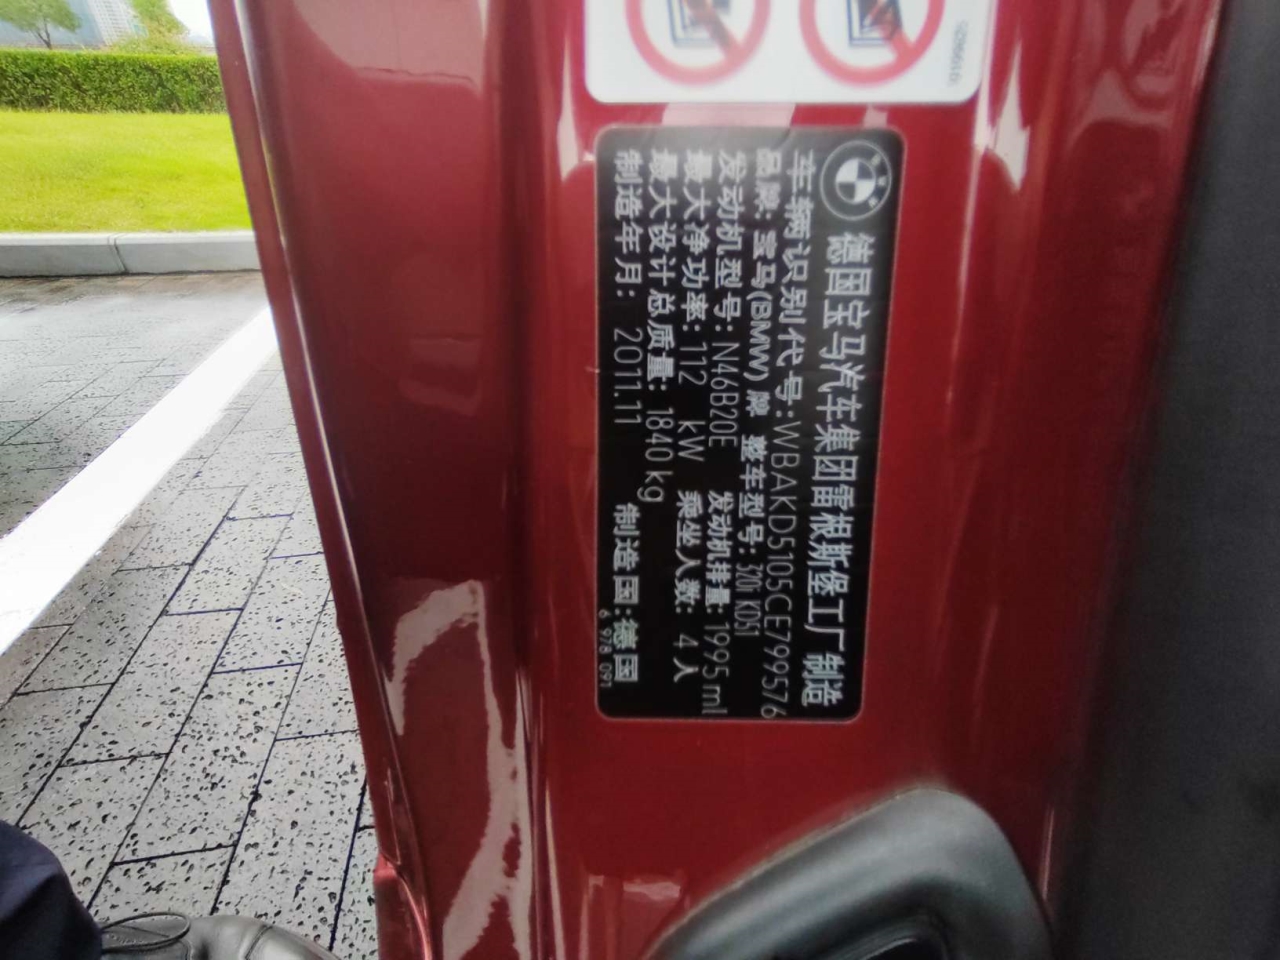 德国宝马汽车集团雷根斯堡工厂 制造
车辆识别代号:WBAKD5105CE799576
品牌: 宝马(BMW)牌 整车型号: 320i KD51
发动机型号: N46B20E 发动机排量: 1995 ml
最大净功率: 112 kW 乘坐人数: 4人
最大设计总质量: 1840 kg
制造年月: 2011.11 制造国:德国
6 978 091